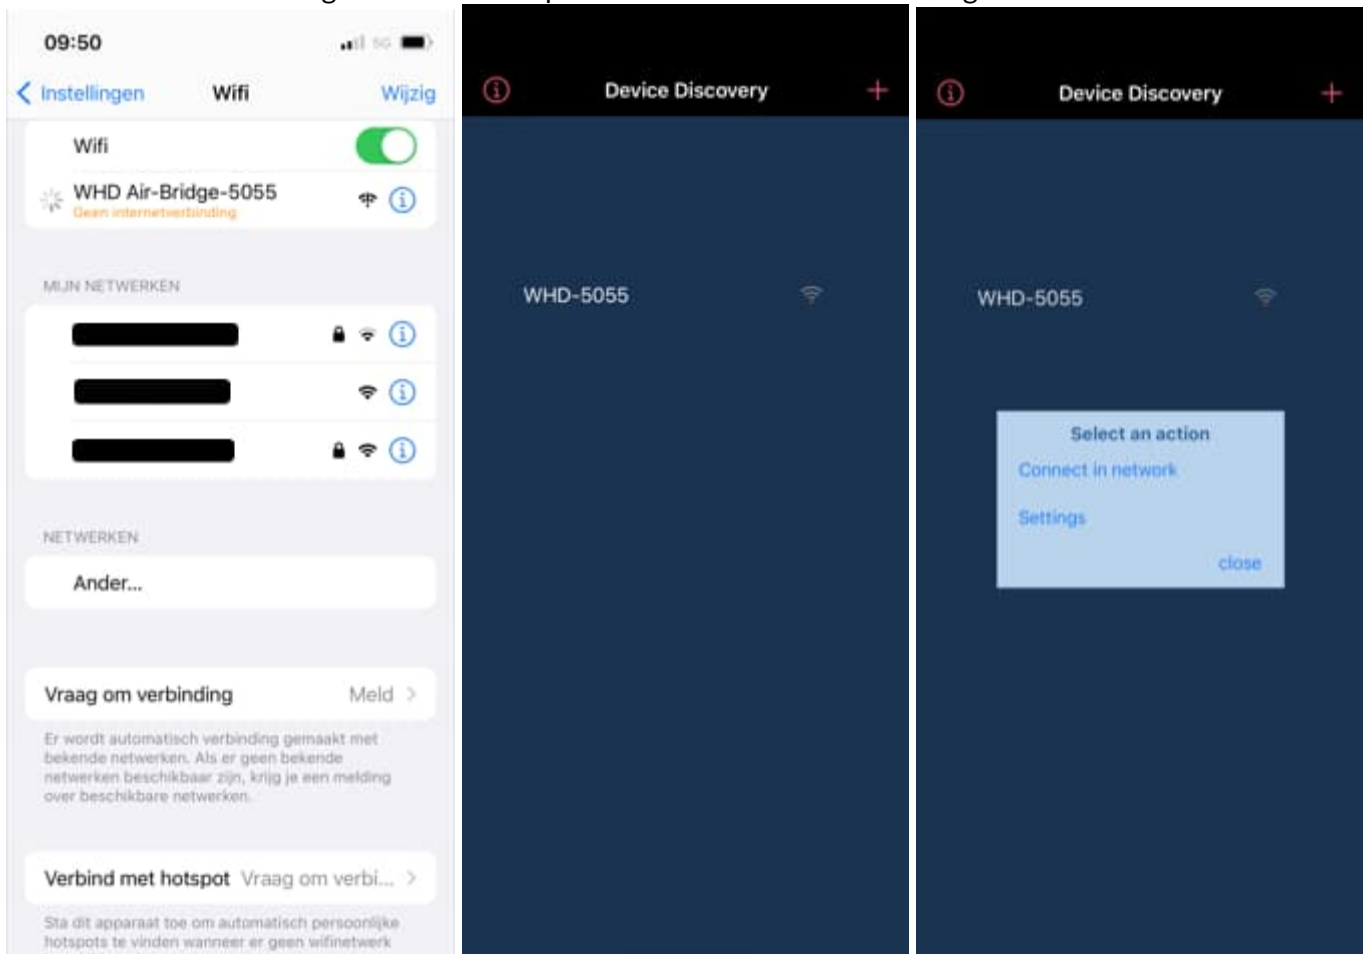 09:50
5G
Instellingen
Wifi
Wijzig
Wifi
WHD Air-Bridge-5055
Geen internetverbinding
MIJN NETWERKEN
NETWERKEN
Ander...
Vraag om verbinding
Meld
Er wordt automatisch verbinding gemaakt met
bekende netwerken. Als er geen bekende
netwerken beschikbaar zijn, krijg je een melding
over beschikbare netwerken.
Verbind met hotspot
Vraag om verbi...
Sta dit apparaat toe om automatisch persoonlijke
hotspots te vinden wanneer er geen wifinetwerk
Device Discovery
WHD-5055
Device Discovery
WHD-5055
Select an action
Connect in network
Settings
close